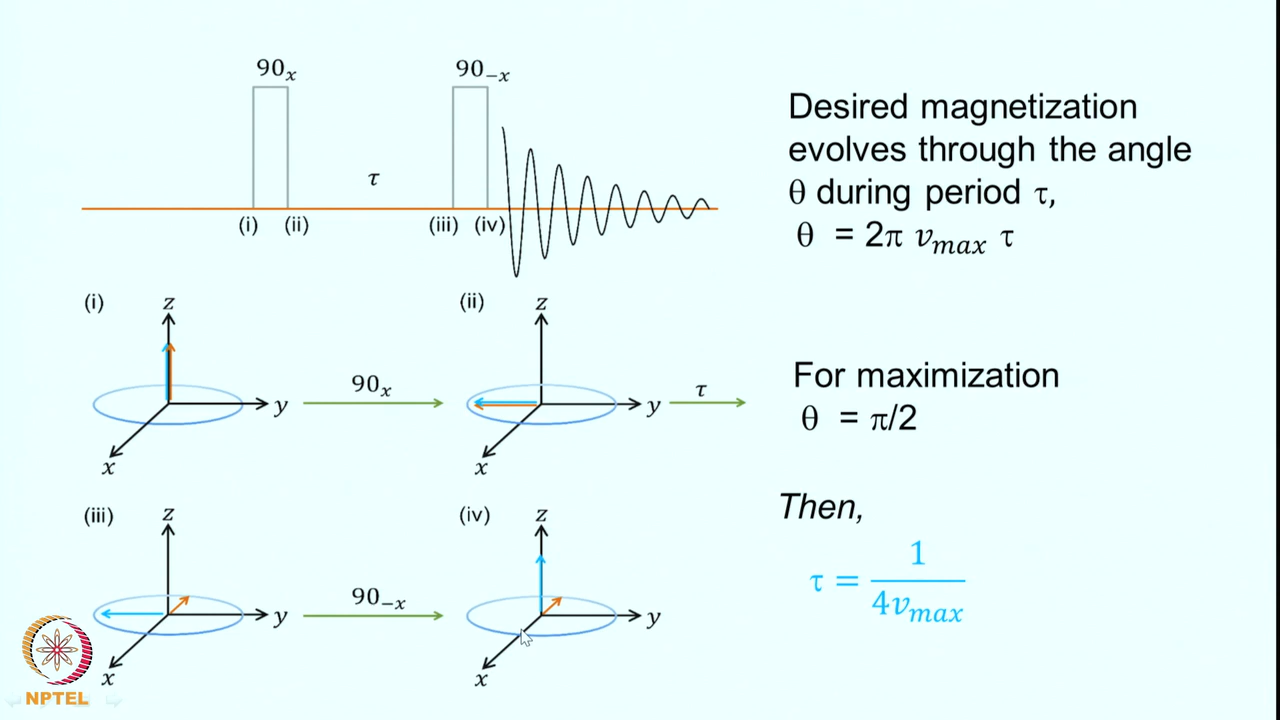 90ₓ
90₋ₓ
τ
(i) (ii) (iii) (iv)
Desired magnetization
evolves through the angle
θ during period τ,
θ = 2π 𝑣ₘₐₓ τ
(i) z y x
90ₓ
(ii) z y x
τ
For maximization
θ = π/2
(iii) z y x
90₋ₓ
(iv) z y x
Then,
τ = 1
4𝑣ₘₐₓ
NPTEL